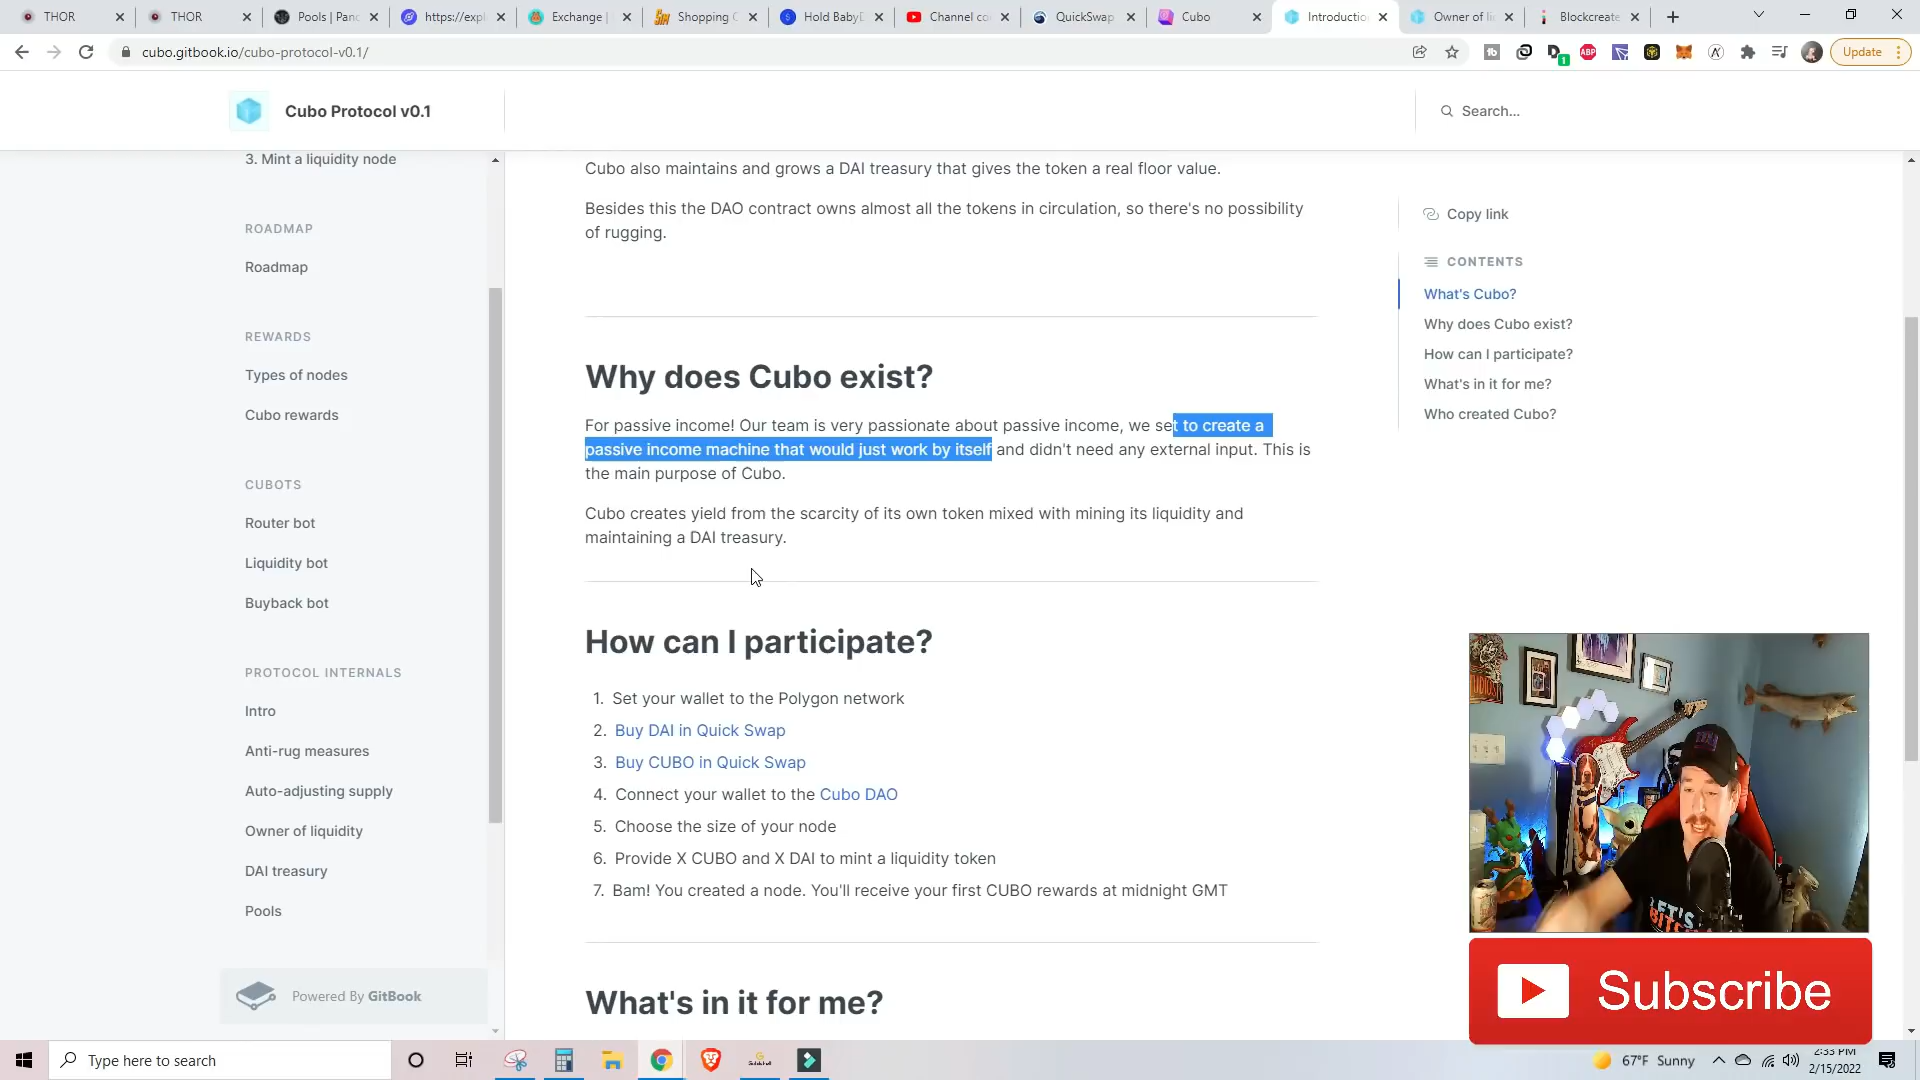 THOR
THOR
Pools | Panc
https://expl
Exchange |
Shopping C
Hold BabyD
Channel co
QuickSwap
Cubo
Introductio
Owner of li
Blockcreate
cubo.gitbook.io/cubo-protocol-v0.1/
Update
Cubo Protocol v0.1
Search...
3. Mint a liquidity node
ROADMAP
Roadmap
REWARDS
Types of nodes
Cubo rewards
CUBOTS
Router bot
Liquidity bot
Buyback bot
PROTOCOL INTERNALS
Intro
Anti-rug measures
Auto-adjusting supply
Owner of liquidity
DAI treasury
Pools
Powered By GitBook
Cubo also maintains and grows a DAI treasury that gives the token a real floor value.
Besides this the DAO contract owns almost all the tokens in circulation, so there's no possibility
of rugging.
Why does Cubo exist?
For passive income! Our team is very passionate about passive income, we set to create a
passive income machine that would just work by itself and didn't need any external input. This is
the main purpose of Cubo.
Cubo creates yield from the scarcity of its own token mixed with mining its liquidity and
maintaining a DAI treasury.
How can I participate?
1. Set your wallet to the Polygon network
2. Buy DAI in Quick Swap
3. Buy CUBO in Quick Swap
4. Connect your wallet to the Cubo DAO
5. Choose the size of your node
6. Provide X CUBO and X DAI to mint a liquidity token
7. Bam! You created a node. You'll receive your first CUBO rewards at midnight GMT
What's in it for me?
Copy link
CONTENTS
What's Cubo?
Why does Cubo exist?
How can I participate?
What's in it for me?
Who created Cubo?
LET'S
Subscribe
Type here to search
67°F Sunny
2:33 PM
2/15/2022